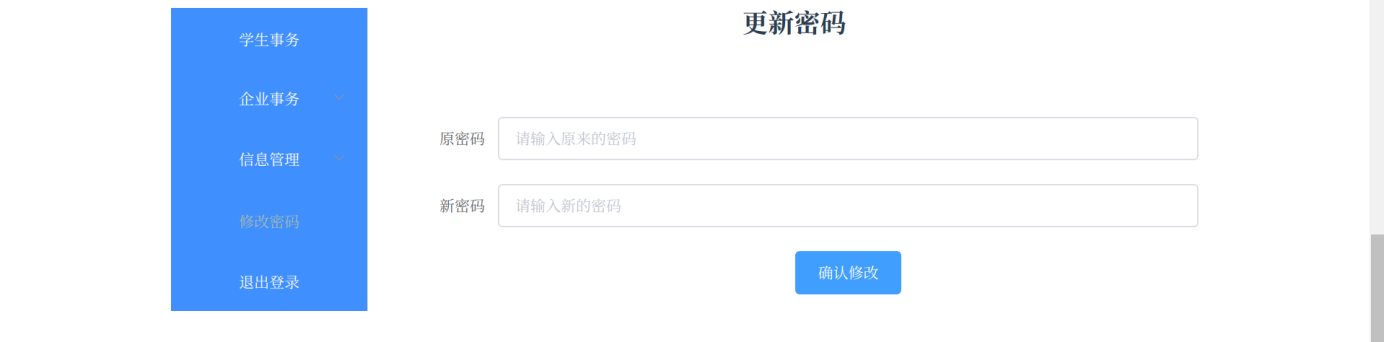 学生事务
企业事务
信息管理
修改密码
退出登录
更新密码
原密码 请输入原来的密码
新密码 请输入新的密码
确认修改